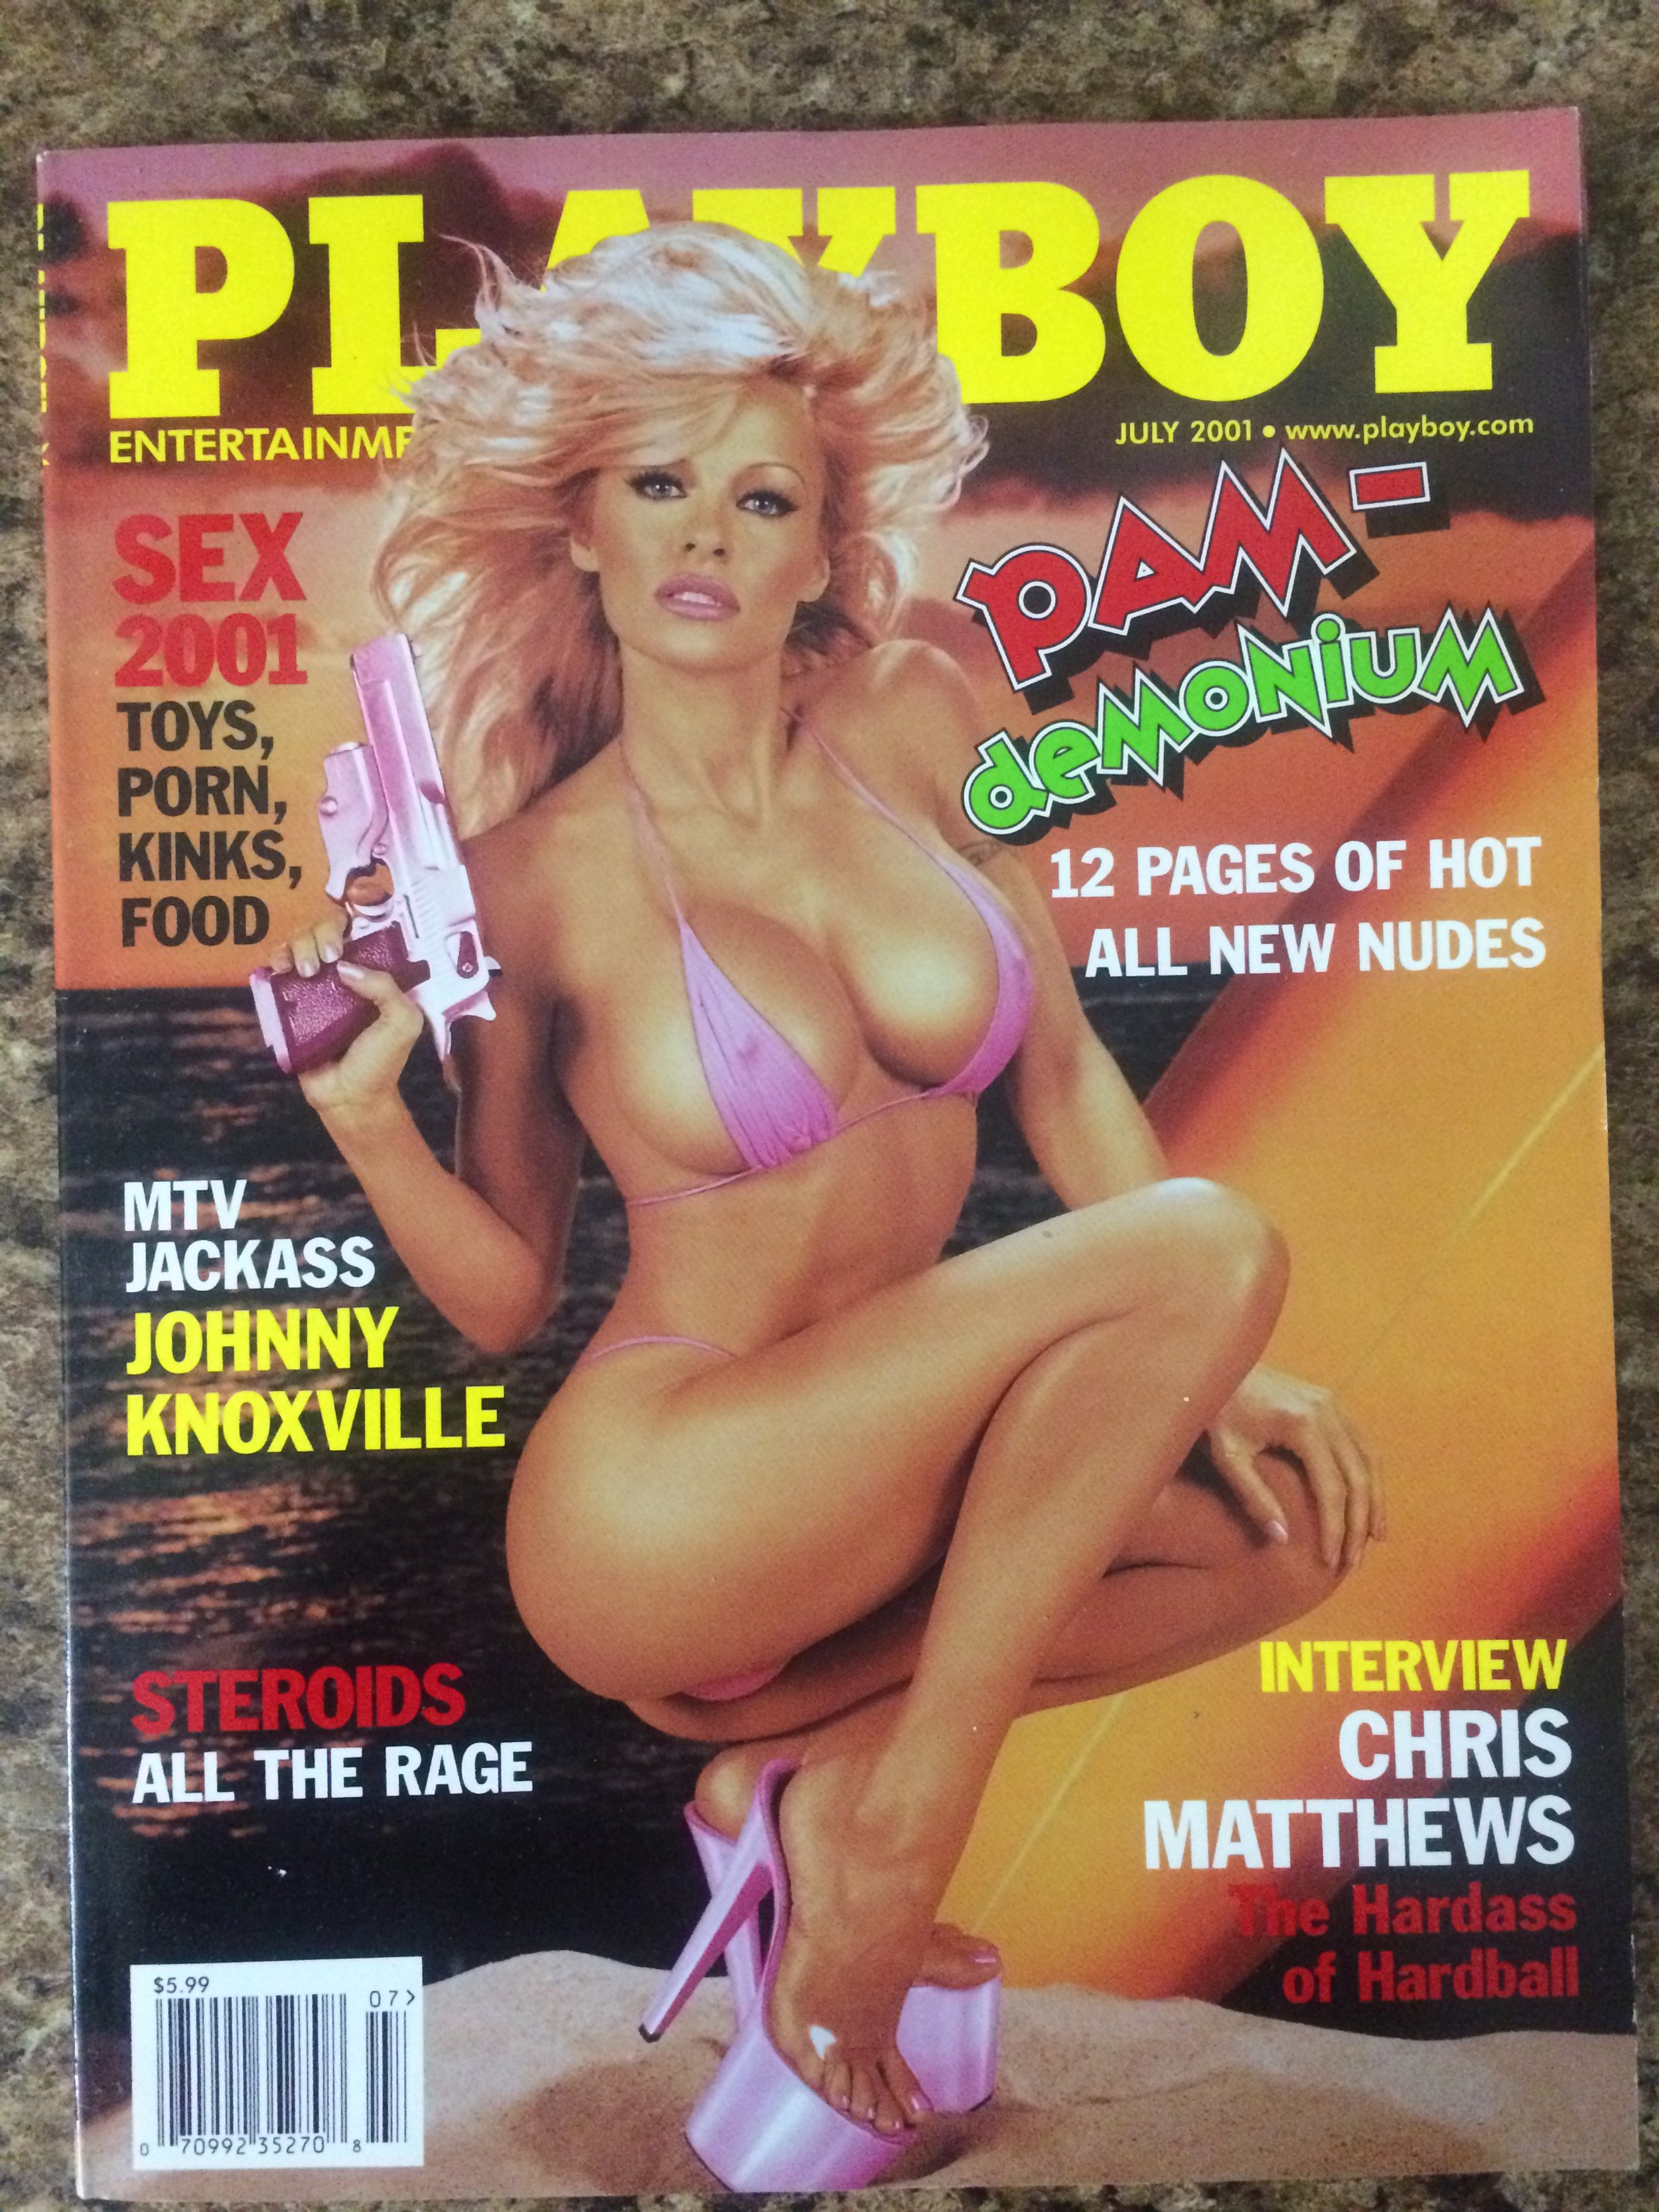 PLAYBOY
ENTERTAINME
JULY 2001 • www.playboy.com
SEX
2001
TOYS,
PORN,
KINKS,
FOOD
PAM-
deMONiUM
12 PAGES OF HOT
ALL NEW NUDES
MTV
JACKASS
JOHNNY
KNOXVILLE
STEROIDS
ALL THE RAGE
INTERVIEW
CHRIS
MATTHEWS
The Hardass
of Hardball
$5.99
07>
0 70992 35270 8